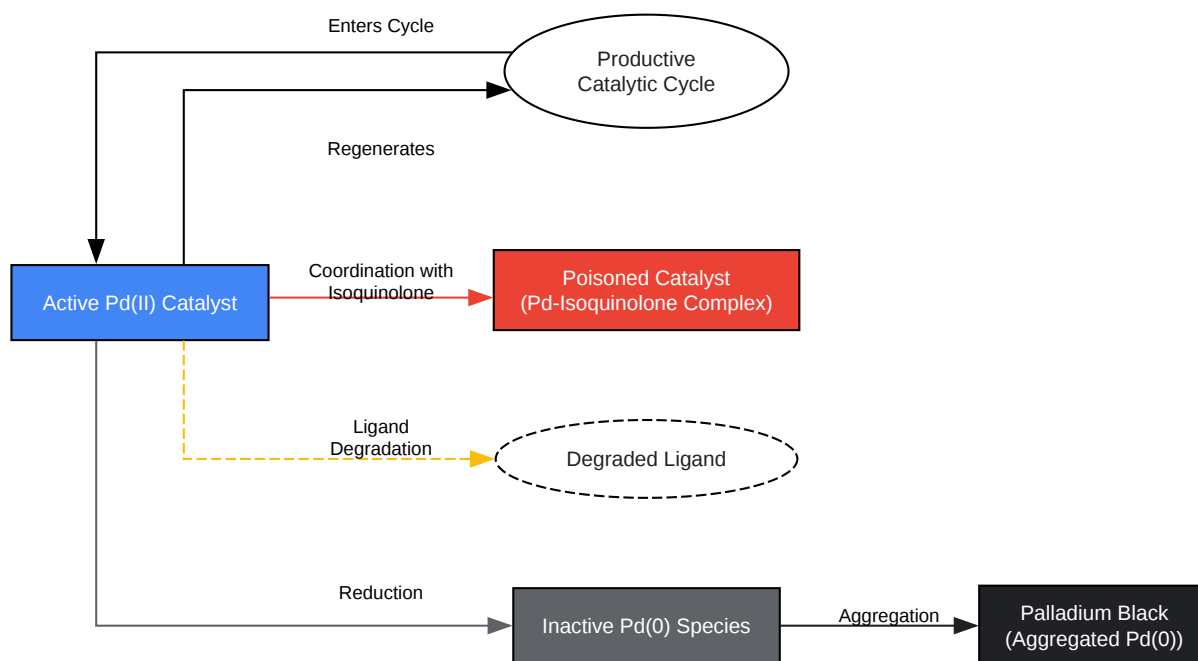 Enters Cycle
Productive
Catalytic Cycle
Regenerates
Active Pd(II) Catalyst
Coordination with
Isoquinolone
Poisoned Catalyst
(Pd-Isoquinolone Complex)
Ligand
Degradation
Degraded Ligand
Reduction
Inactive Pd(0) Species
Aggregation
Palladium Black
(Aggregated Pd(0))